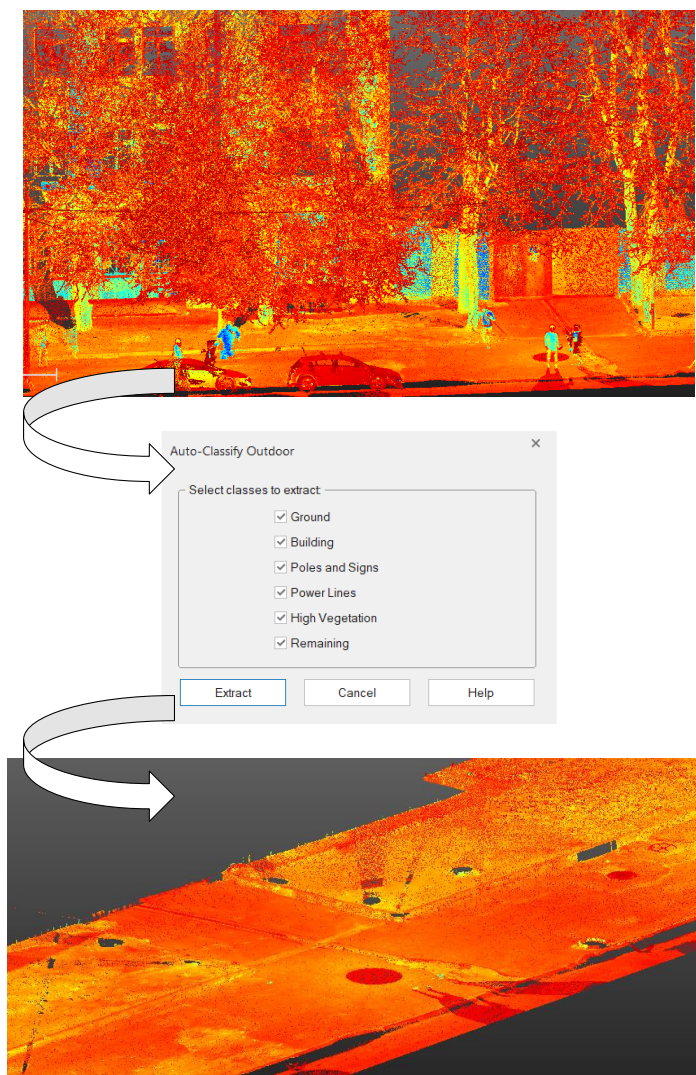 Auto-Classify Outdoor
Select classes to extract:
Ground
Building
Poles and Signs
Power Lines
High Vegetation
Remaining
Extract Cancel Help